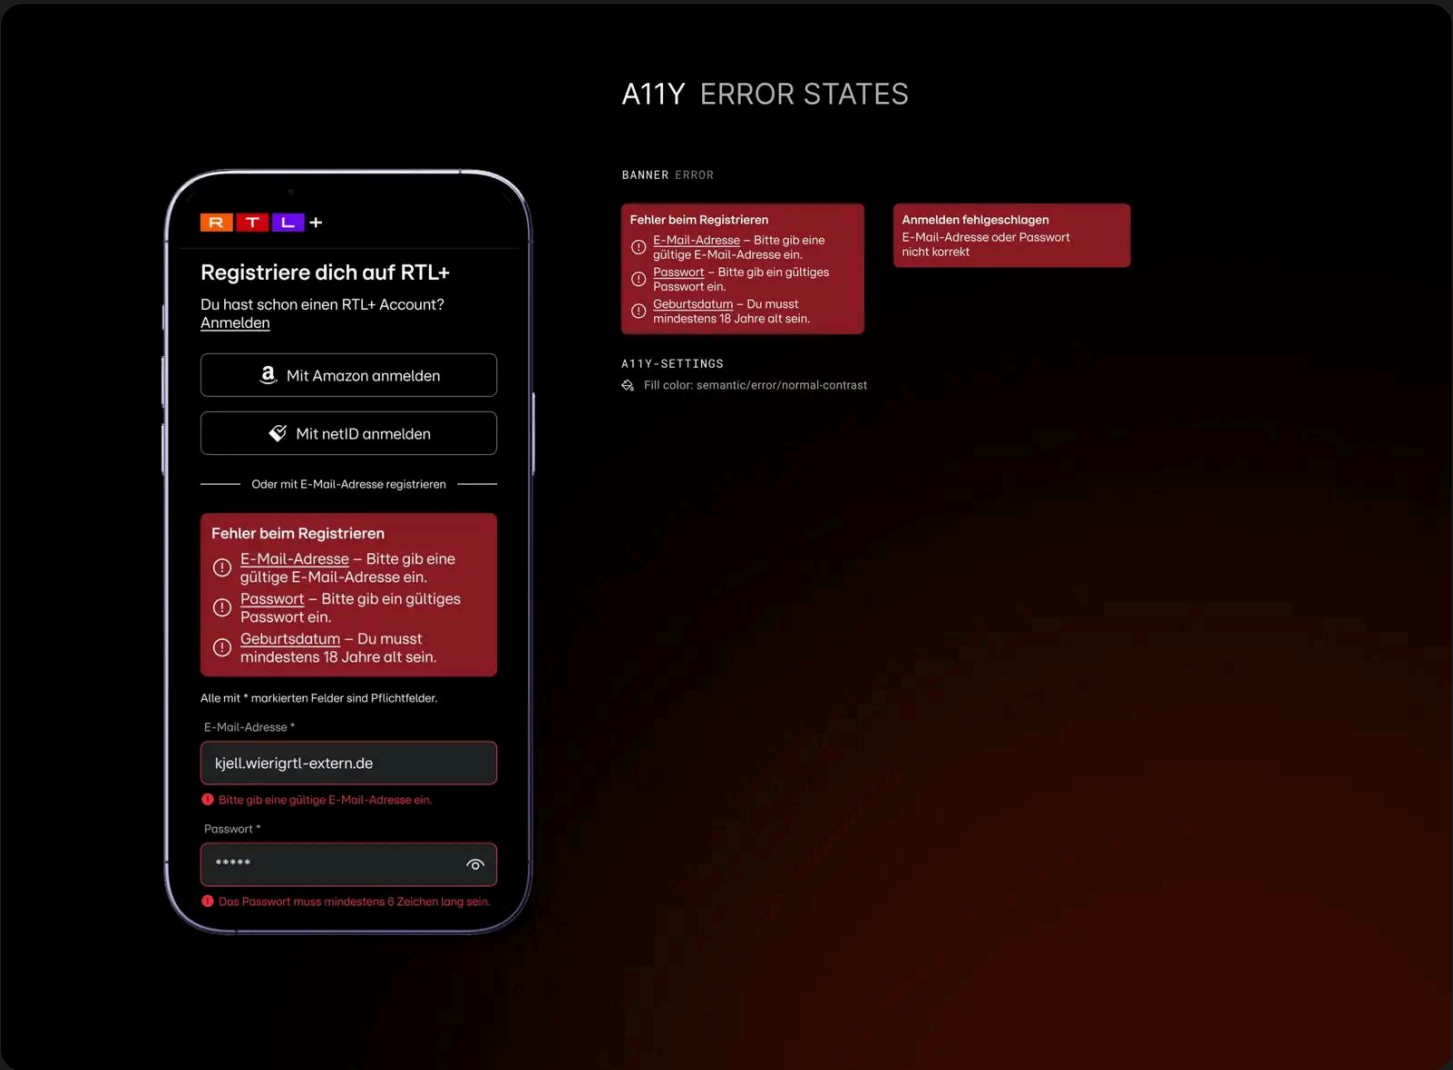 A11Y ERROR STATES
BANNER ERROR
Fehler beim Registrieren
E-Mail-Adresse – Bitte gib eine
gültige E-Mail-Adresse ein.
Passwort – Bitte gib ein gültiges
Passwort ein.
Geburtsdatum – Du musst
mindestens 18 Jahre alt sein.
Anmelden fehlgeschlagen
E-Mail-Adresse oder Passwort
nicht korrekt
A11Y-SETTINGS
Fill color: semantic/error/normal-contrast
RTL+
Registriere dich auf RTL+
Du hast schon einen RTL+ Account?
Anmelden
Mit Amazon anmelden
Mit netID anmelden
Oder mit E-Mail-Adresse registrieren
Fehler beim Registrieren
E-Mail-Adresse – Bitte gib eine
gültige E-Mail-Adresse ein.
Passwort – Bitte gib ein gültiges
Passwort ein.
Geburtsdatum – Du musst
mindestens 18 Jahre alt sein.
Alle mit * markierten Felder sind Pflichtfelder.
E-Mail-Adresse *
kjell.wierigrtl-extern.de
Bitte gib eine gültige E-Mail-Adresse ein.
Passwort *
*****
Das Passwort muss mindestens 6 Zeichen lang sein.